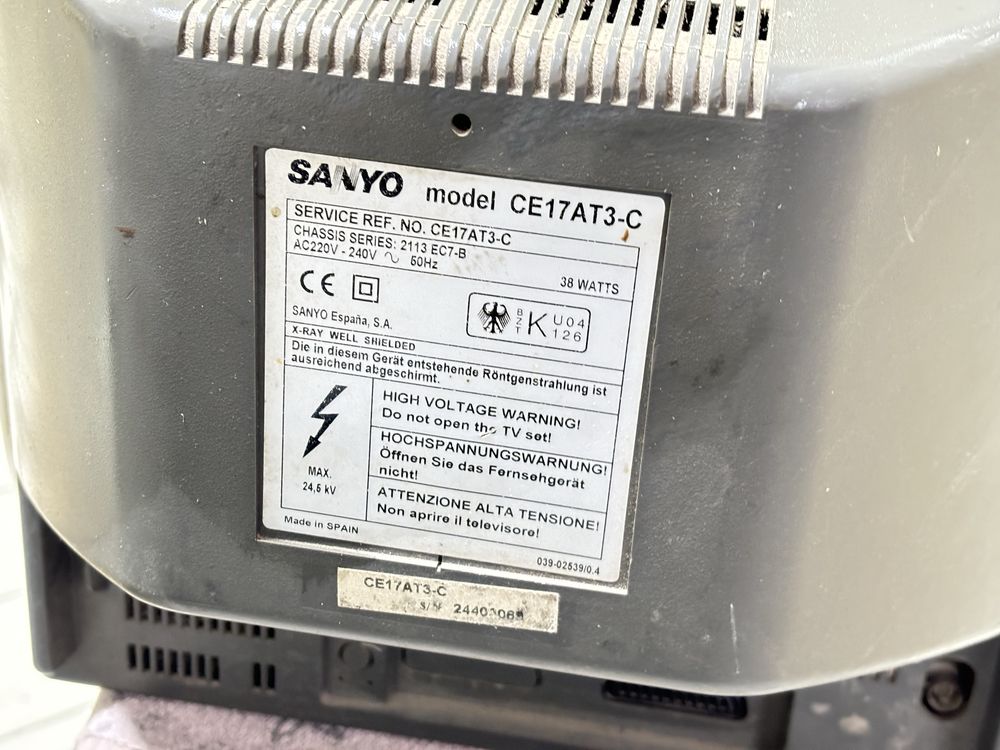 SANYO model CE17AT3-C
SERVICE REF. NO. CE17AT3-C
CHASSIS SERIES: 2113 EC7-B
AC220V - 240V ~ 50Hz 38 WATTS
CE
SANYO España, S.A.
BZT K U04 126
X-RAY WELL SHIELDED
Die in diesem Gerät entstehende Röntgenstrahlung ist
ausreichend abgeschirmt.
HIGH VOLTAGE WARNING!
Do not open the TV set!
HOCHSPANNUNGSWARNUNG!
Öffnen Sie das Fernsehgerät
nicht!
MAX.
24,5 kV
ATTENZIONE ALTA TENSIONE!
Non aprire il televisore!
Made in SPAIN
039-02539/0.4
CE17AT3-C
S/N